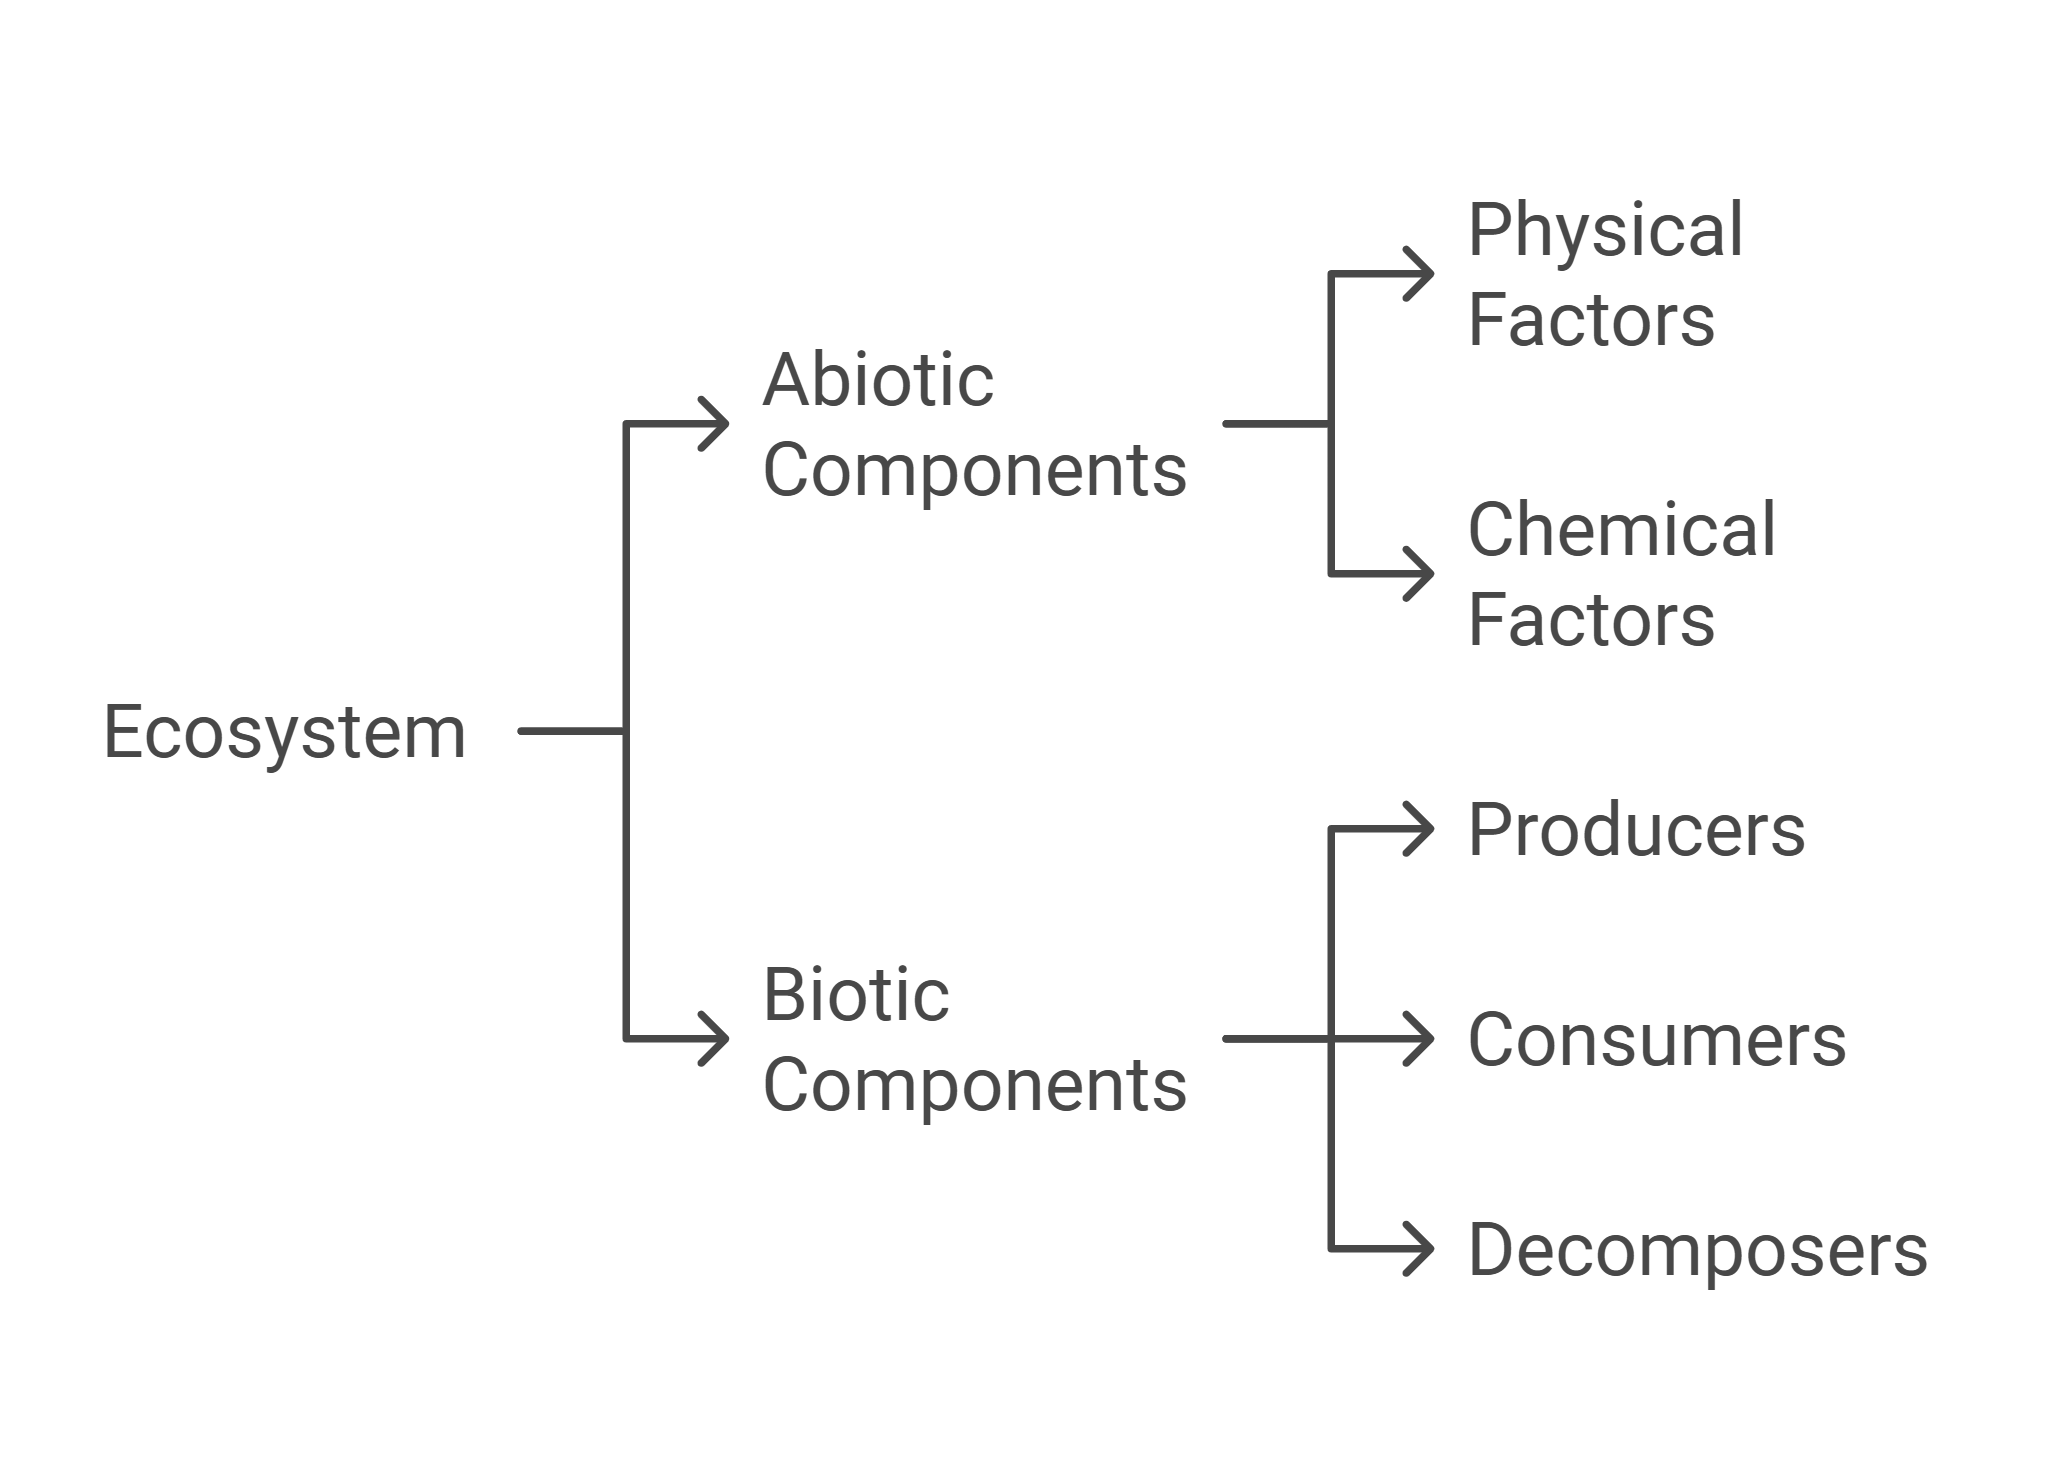 Ecosystem
Abiotic
Components
Physical
Factors
Chemical
Factors
Biotic
Components
Producers
Consumers
Decomposers